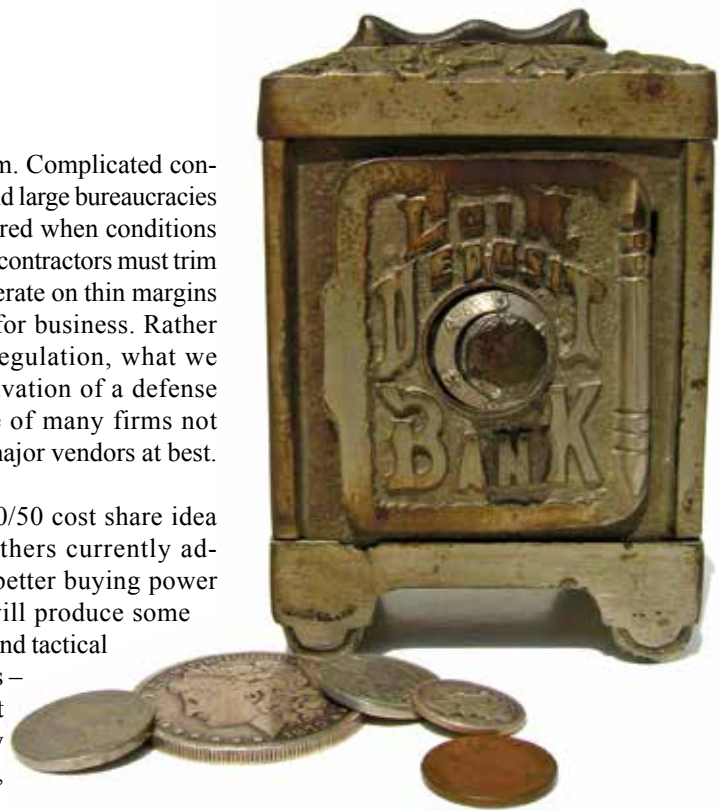 m. Complicated con-
d large bureaucracies
red when conditions
contractors must trim
erate on thin margins
for business. Rather
egulation, what we
vation of a defense
e of many firms not
najor vendors at best.
0/50 cost share idea
thers currently ad-
better buying power
will produce some
nd tactical
s –
t
y
,
COIN
DEPOSIT
BANK